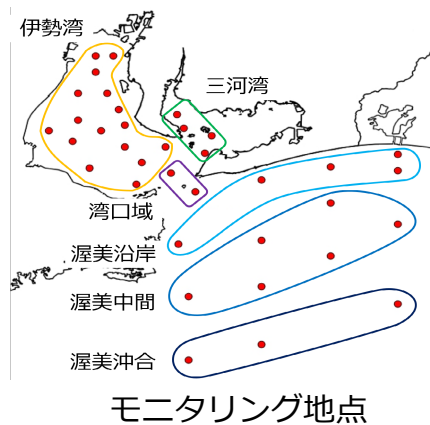 伊勢湾
三河湾
湾口域
渥美沿岸
渥美中間
渥美沖合
モニタリング地点